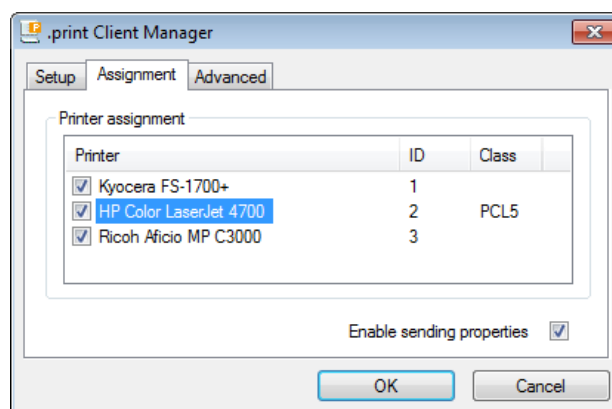 .print Client Manager
Setup Assignment Advanced
Printer assignment
Printer ID Class
Kyocera FS-1700+ 1
HP Color LaserJet 4700 2 PCL5
Ricoh Aficio MP C3000 3
Enable sending properties
OK Cancel